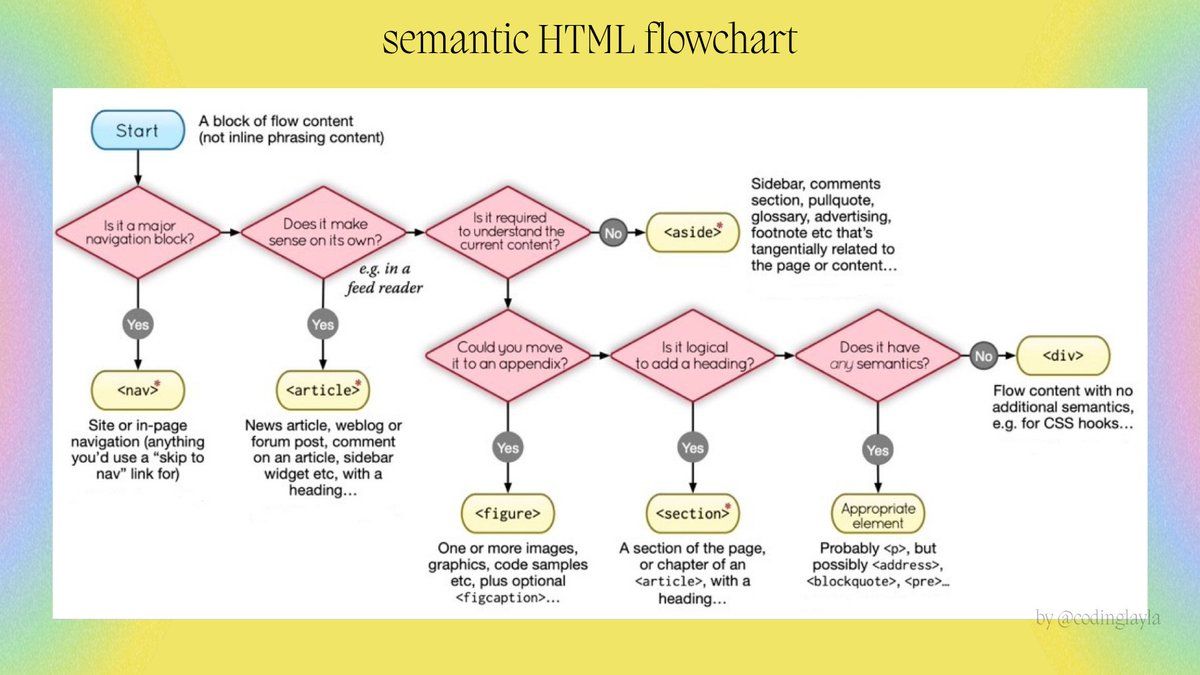 semantic HTML flowchart
Start
A block of flow content
(not inline phrasing content)
Is it a major
navigation block?
Does it make
sense on its own?
e.g. in a
feed reader
Is it required
to understand the
current content?
No
<aside>*
Sidebar, comments
section, pullquote,
glossary, advertising,
footnote etc that's
tangentially related to
the page or content…
Yes
<nav>*
Site or in-page
navigation (anything
you'd use a “skip to
nav” link for)
Yes
<article>*
News article, weblog or
forum post, comment
on an article, sidebar
widget etc, with a
heading…
Could you move
it to an appendix?
Is it logical
to add a heading?
Does it have
any semantics?
No
<div>
Flow content with no
additional semantics,
e.g. for CSS hooks…
Yes
<figure>
One or more images,
graphics, code samples
etc, plus optional
<figcaption>…
Yes
<section>*
A section of the page,
or chapter of an
<article>, with a
heading…
Yes
Appropriate
element
Probably <p>, but
possibly <address>,
<blockquote>, <pre>…
by @codinglayla